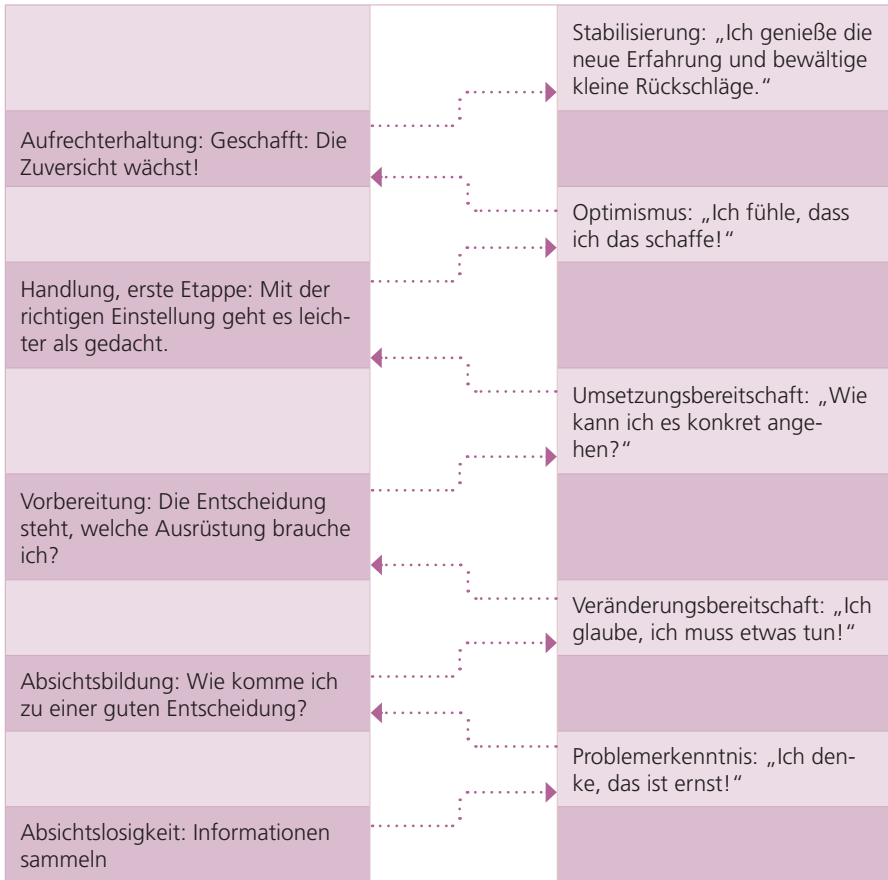 Stabilisierung: „Ich genieße die
neue Erfahrung und bewältige
kleine Rückschläge.“
Aufrechterhaltung: Geschafft: Die
Zuversicht wächst!
Optimismus: „Ich fühle, dass
ich das schaffe!“
Handlung, erste Etappe: Mit der
richtigen Einstellung geht es leich-
ter als gedacht.
Umsetzungsbereitschaft: „Wie
kann ich es konkret ange-
hen?“
Vorbereitung: Die Entscheidung
steht, welche Ausrüstung brauche
ich?
Veränderungsbereitschaft: „Ich
glaube, ich muss etwas tun!“
Absichtsbildung: Wie komme ich
zu einer guten Entscheidung?
Problemerkenntnis: „Ich den-
ke, das ist ernst!“
Absichtslosigkeit: Informationen
sammeln